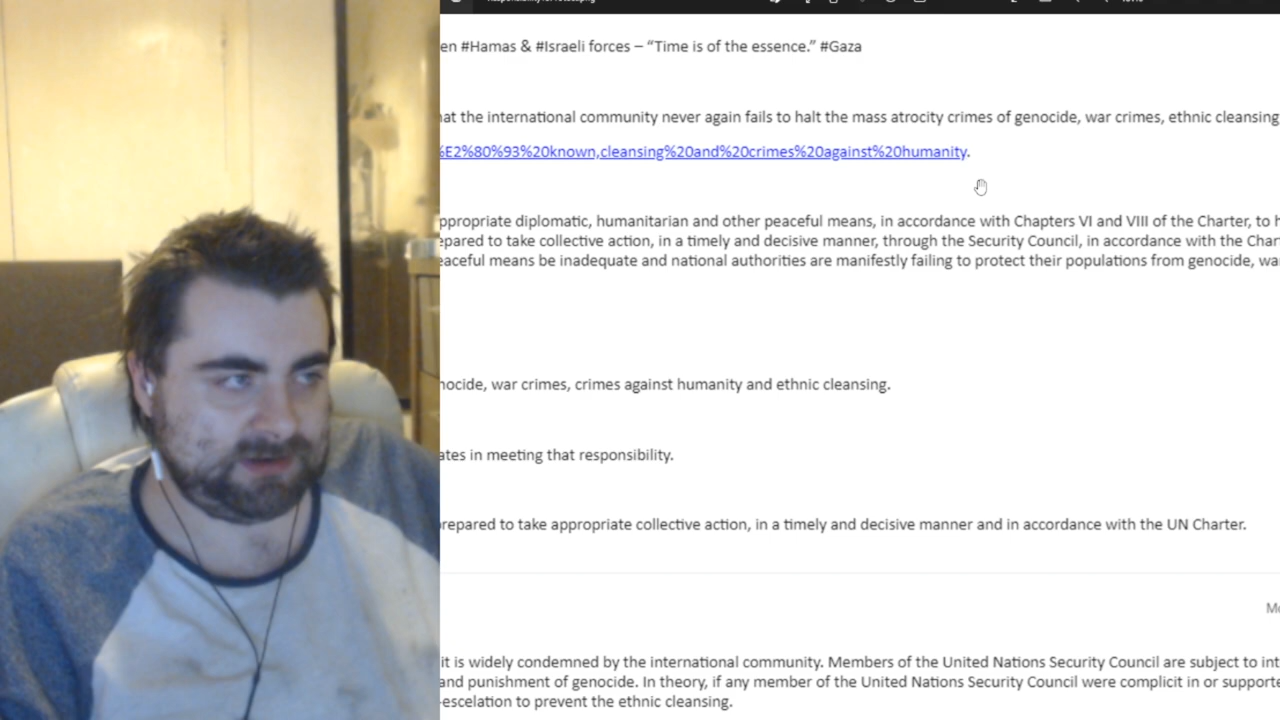 en #Hamas & #Israeli forces – “Time is of the essence.” #Gaza
at the international community never again fails to halt the mass atrocity crimes of genocide, war crimes, ethnic cleansing
%E2%80%93%20known,cleansing%20and%20crimes%20against%20humanity.
ppropriate diplomatic, humanitarian and other peaceful means, in accordance with Chapters VI and VIII of the Charter, to h
epared to take collective action, in a timely and decisive manner, through the Security Council, in accordance with the Char
eaceful means be inadequate and national authorities are manifestly failing to protect their populations from genocide, wa
nocide, war crimes, crimes against humanity and ethnic cleansing.
ates in meeting that responsibility.
repared to take appropriate collective action, in a timely and decisive manner and in accordance with the UN Charter.
Mo
it is widely condemned by the international community. Members of the United Nations Security Council are subject to int
and punishment of genocide. In theory, if any member of the United Nations Security Council were complicit in or supporte
-escelation to prevent the ethnic cleansing.